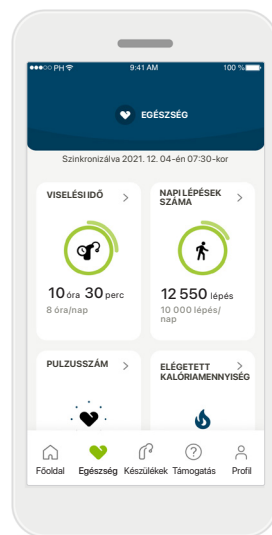 PH 9:41 AM 100 %
EGÉSZSÉG
Szinkronizálva 2021. 12. 04-én 07:30-kor
VISELÉSI IDŐ
10 óra 30 perc
8 óra/nap
NAPI LÉPÉSEK
SZÁMA
12 550 lépés
10 000 lépés/
nap
PULZUSSZÁM
ELÉGETETT
KALÓRIAMENNYISÉG
Főoldal Egészség Készülékek Támogatás Profil